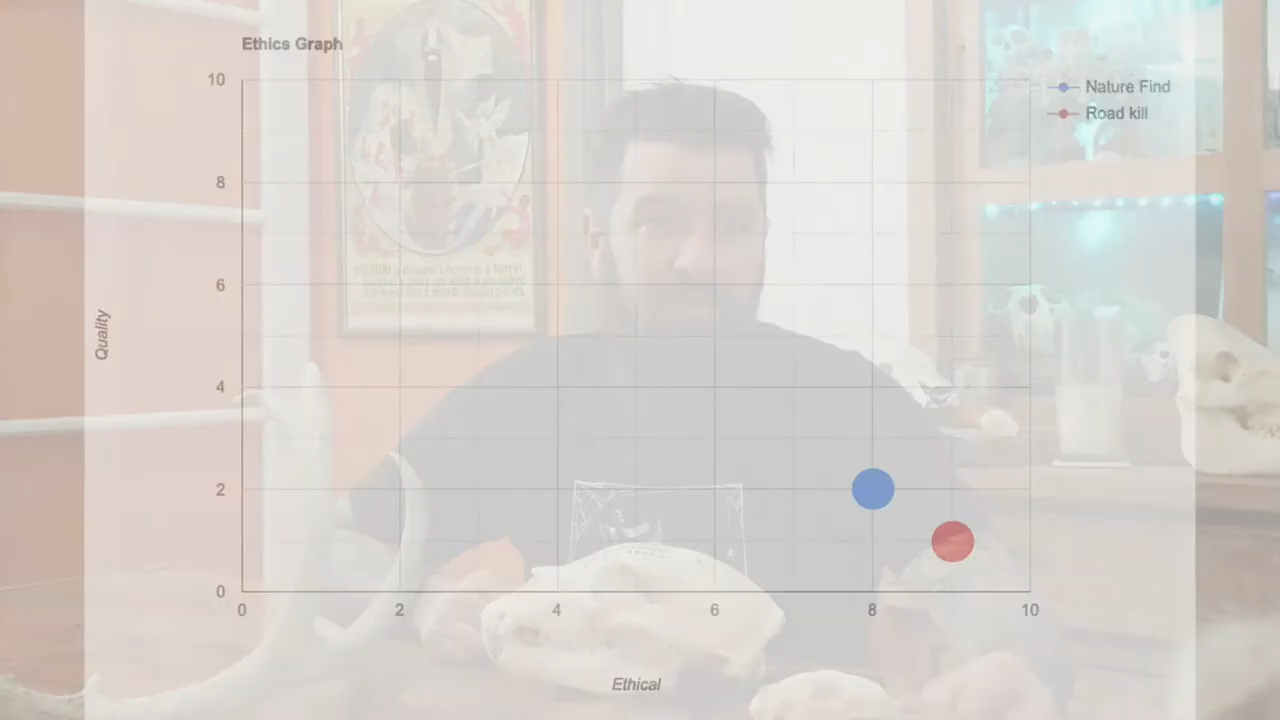 Ethics Graph
10
8
6
4
2
0
0 2 4 6 8 10
Quality
Ethical
Nature Find
Road kill